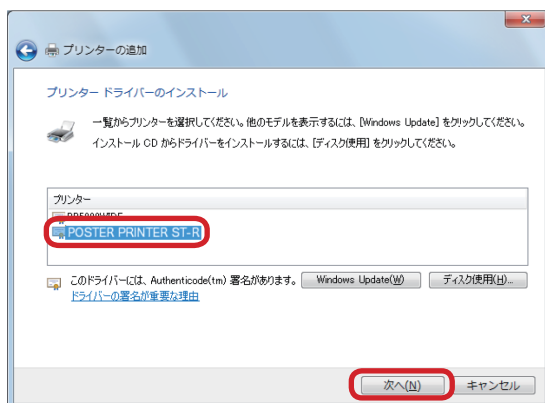 プリンターの追加
プリンター ドライバーのインストール
一覧からプリンターを選択してください。他のモデルを表示するには、[Windows Update] をクリックしてください。
インストール CD からドライバーをインストールするには、[ディスク使用] をクリックしてください。
プリンター
POSTER PRINTER ST-R
このドライバーには、Authenticode(tm) 署名があります。 Windows Update(W) ディスク使用(H)...
ドライバーの署名が重要な理由
次へ(N) キャンセル